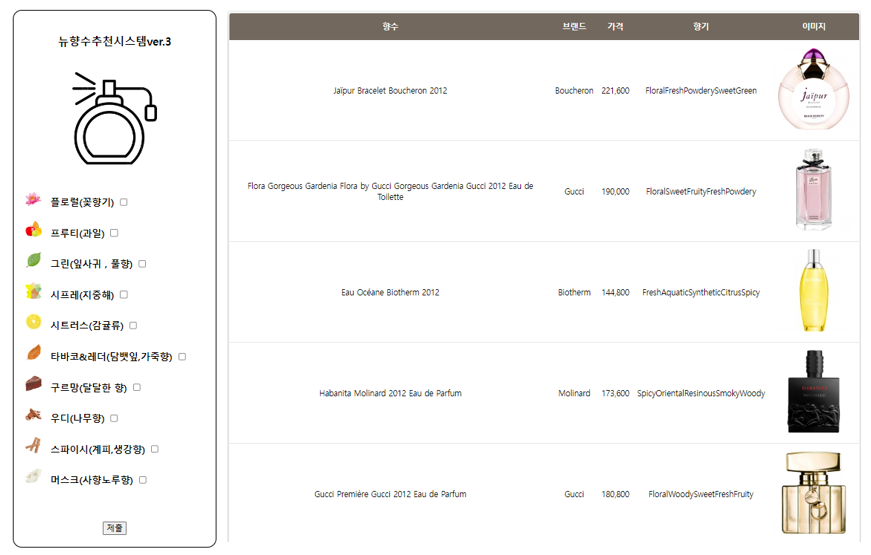 뉴향수추천시스템ver.3
플로럴(꽃향기)
프루티(과일)
그린(잎사귀 , 풀향)
시프레(지중해)
시트러스(감귤류)
타바코&레더(담뱃잎,가죽향)
구르망(달달한 향)
우디(나무향)
스파이시(계피,생강향)
머스크(사향노루향)
제출
향수 브랜드 가격 향기 이미지
Jaïpur Bracelet Boucheron 2012 Boucheron 221,600 FloralFreshPowderySweetGreen
Jaïpur
BOUCHERON
Flora Gorgeous Gardenia Flora by Gucci Gorgeous Gardenia Gucci 2012 Eau de
Toilette
Gucci 190,000 FloralSweetFruityFreshPowdery
Eau Océane Biotherm 2012 Biotherm 144,800 FreshAquaticSyntheticCitrusSpicy
Habanita Molinard 2012 Eau de Parfum Molinard 173,600 SpicyOrientalResinousSmokyWoody
Gucci Première Gucci 2012 Eau de Parfum Gucci 180,800 FloralWoodySweetFreshFruity